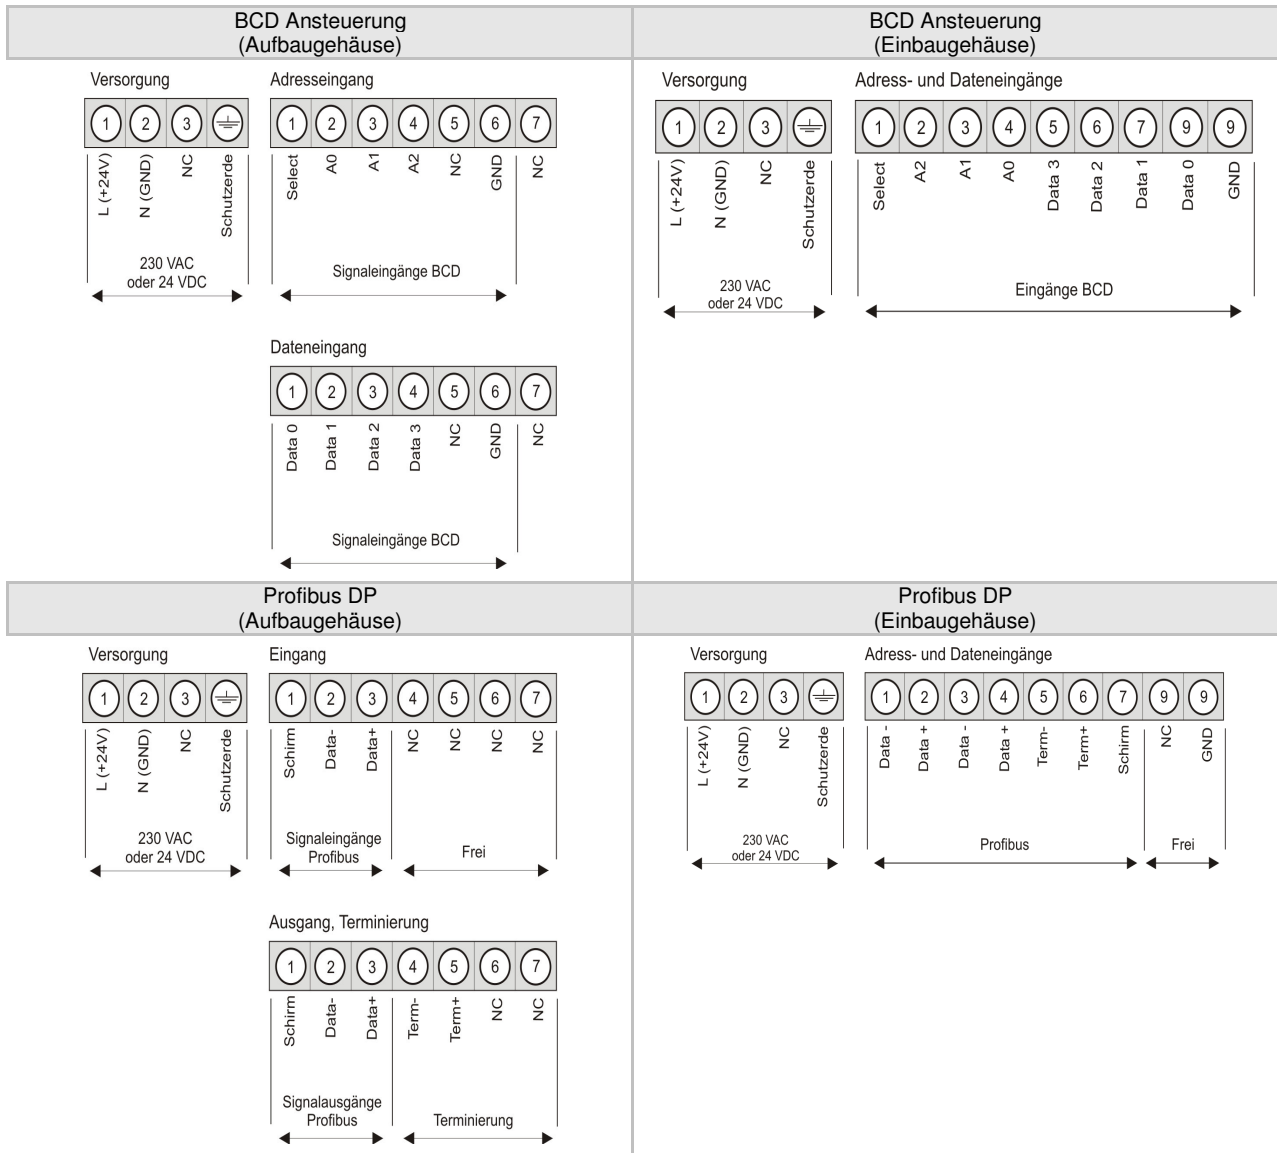 BCD Ansteuerung
(Aufbaugehäuse)
Versorgung
Adresseingang
1 2 3
1 2 3 4 5 6 7
L (+24V)
N (GND)
NC
Schutzerde
Select
A0
A1
A2
NC
GND
NC
230 VAC
oder 24 VDC
Signaleingänge BCD
Dateneingang
1 2 3 4 5 6 7
Data 0
Data 1
Data 2
Data 3
NC
GND
NC
Signaleingänge BCD
BCD Ansteuerung
(Einbaugehäuse)
Versorgung
Adress- und Dateneingänge
1 2 3
1 2 3 4 5 6 7 9 9
L (+24V)
N (GND)
NC
Schutzerde
Select
A2
A1
A0
Data 3
Data 2
Data 1
Data 0
GND
230 VAC
oder 24 VDC
Eingänge BCD
Profibus DP
(Aufbaugehäuse)
Versorgung
Eingang
1 2 3
1 2 3 4 5 6 7
L (+24V)
N (GND)
NC
Schutzerde
Schirm
Data-
Data+
NC
NC
NC
NC
230 VAC
oder 24 VDC
Signaleingänge
Profibus
Frei
Ausgang, Terminierung
1 2 3 4 5 6 7
Schirm
Data-
Data+
Term-
Term+
NC
NC
Signalausgänge
Profibus
Terminierung
Profibus DP
(Einbaugehäuse)
Versorgung
Adress- und Dateneingänge
1 2 3
1 2 3 4 5 6 7 9 9
L (+24V)
N (GND)
NC
Schutzerde
Data -
Data +
Data -
Data +
Term-
Term+
Schirm
NC
GND
230 VAC
oder 24 VDC
Profibus
Frei